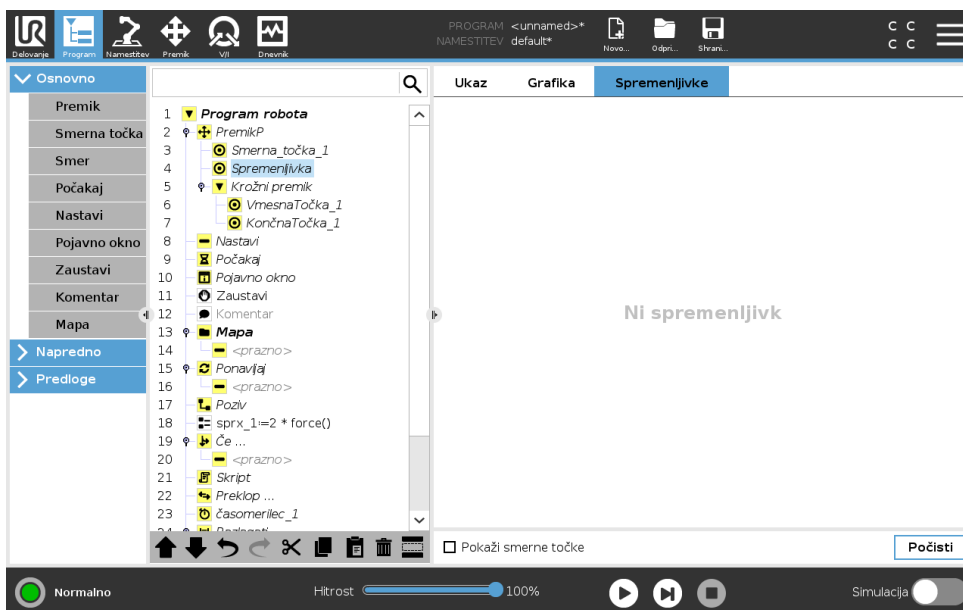 UR
PROGRAM <unnamed>*
NAMESTITEV default*
Delovanje Program Namestitev Premik V/I Dnevnik Novo... Odpri... Shrani...
C C
C C
Osnovno
Premik
Smerna točka
Smer
Počakaj
Nastavi
Pojavno okno
Zaustavi
Komentar
Mapa
Napredno
Predloge
1 Program robota
2 PremikP
3 Smerna_točka_1
4 Spremenljivka
5 Krožni premik
6 VmesnaTočka_1
7 KončnaTočka_1
8 Nastavi
9 Počakaj
10 Pojavno okno
11 Zaustavi
12 Komentar
13 Mapa
14 <prazno>
15 Ponavljaj
16 <prazno>
17 Poziv
18 sprx_1:=2 * force()
19 Če ...
20 <prazno>
21 Skript
22 Preklop ...
23 časomerilec_1
Ukaz Grafika Spremenljivke
Ni spremenljivk
Pokaži smerne točke
Počisti
Normalno
Hitrost 100%
Simulacija